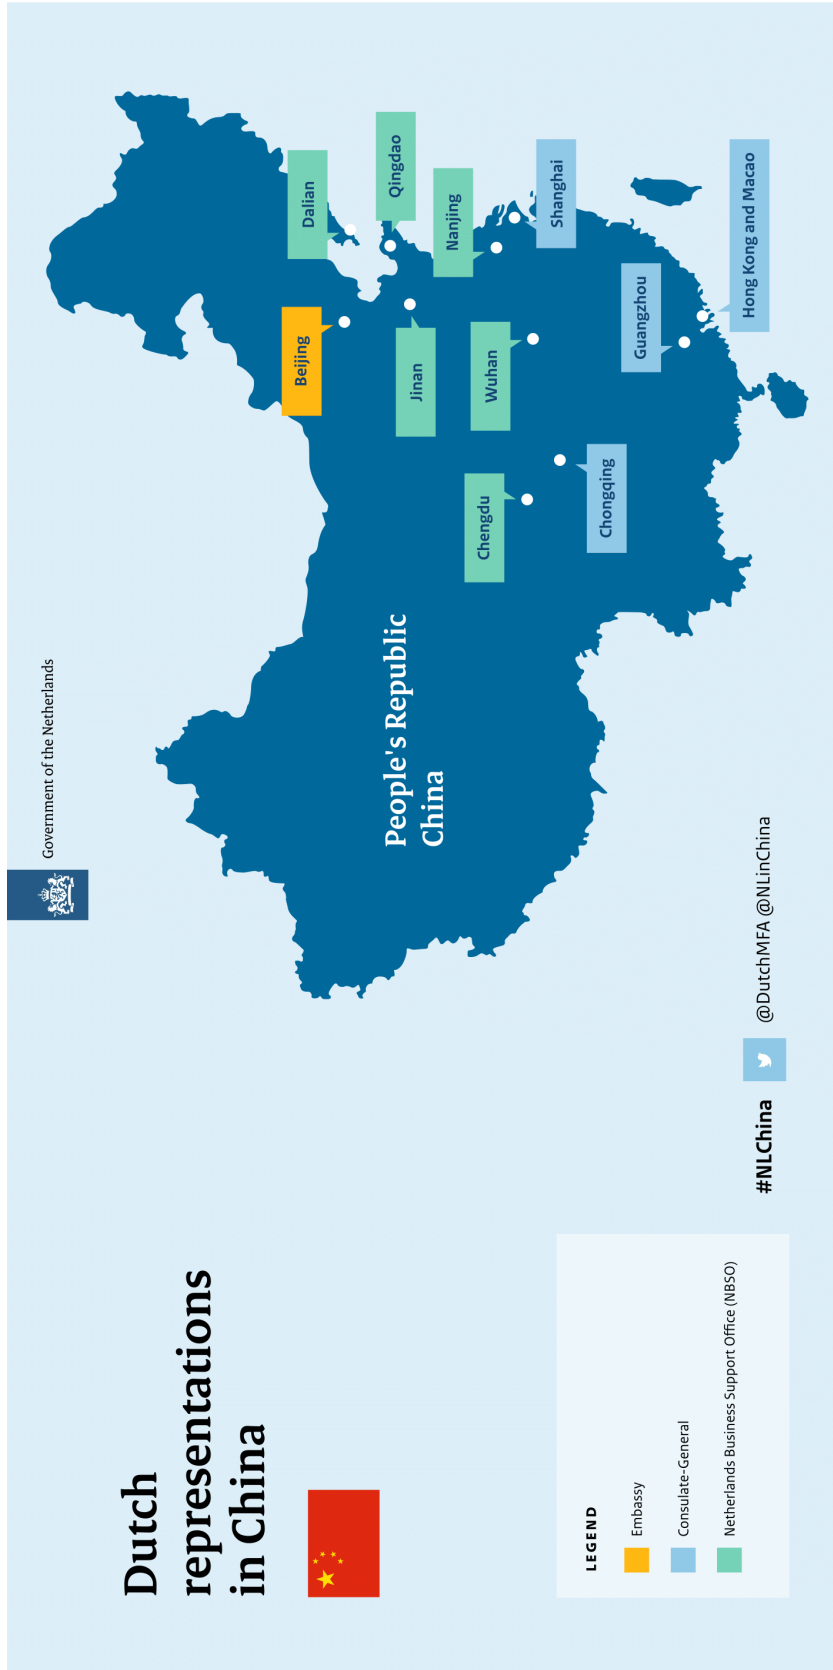 Government of the Netherlands
Dutch
representations
in China
People's Republic
China
Beijing
Dalian
Qingdao
Jinan
Nanjing
Wuhan
Shanghai
Chengdu
Chongqing
Guangzhou
Hong Kong and Macao
LEGEND
Embassy
Consulate-General
Netherlands Business Support Office (NBSO)
#NLChina
@DutchMFA @NLinChina